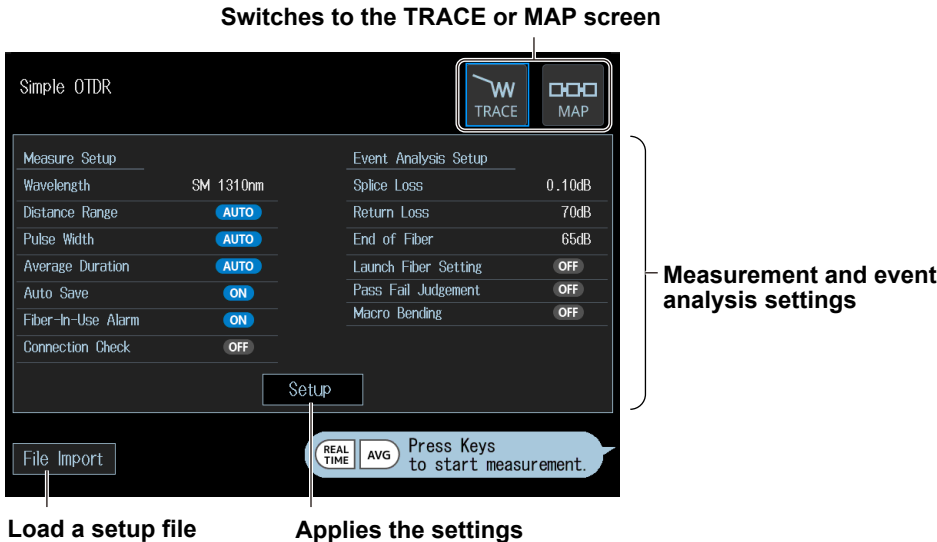 Switches to the TRACE or MAP screen
Simple OTDR
TRACE
MAP
Measure Setup
Wavelength SM 1310nm
Distance Range AUTO
Pulse Width AUTO
Average Duration AUTO
Auto Save ON
Fiber-In-Use Alarm ON
Connection Check OFF
Event Analysis Setup
Splice Loss 0.10dB
Return Loss 70dB
End of Fiber 65dB
Launch Fiber Setting OFF
Pass Fail Judgement OFF
Macro Bending OFF
Measurement and event
analysis settings
Setup
File Import
REAL
TIME
AVG
Press Keys
to start measurement.
Load a setup file
Applies the settings